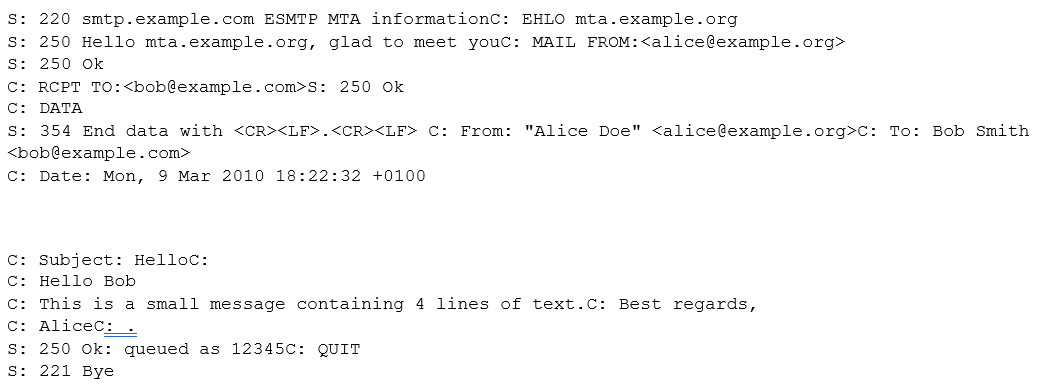 S: 220 smtp.example.com ESMTP MTA informationC: EHLO mta.example.org
S: 250 Hello mta.example.org, glad to meet youC: MAIL FROM:<alice@example.org>
S: 250 Ok
C: RCPT TO:<bob@example.com>S: 250 Ok
C: DATA
S: 354 End data with <CR><LF>.<CR><LF> C: From: "Alice Doe" <alice@example.org>C: To: Bob Smith
<bob@example.com>
C: Date: Mon, 9 Mar 2010 18:22:32 +0100
C: Subject: HelloC:
C: Hello Bob
C: This is a small message containing 4 lines of text.C: Best regards,
C: AliceC: .
S: 250 Ok: queued as 12345C: QUIT
S: 221 Bye